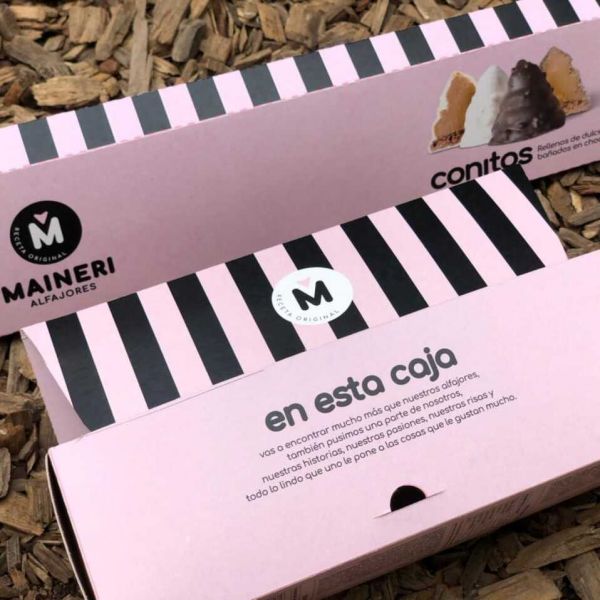 conitos
Rellenos de dulce
bañados en choc
M
RECETA ORIGINAL
MAINERI
ALFAJORES
M
RECETA ORIGINAL
en esta caja
vas a encontrar mucho más que nuestros alfajores,
también pusimos una parte de nosotros,
nuestras historias, nuestras pasiones, nuestras risas y
todo lo lindo que uno le pone a las cosas que le gustan mucho.